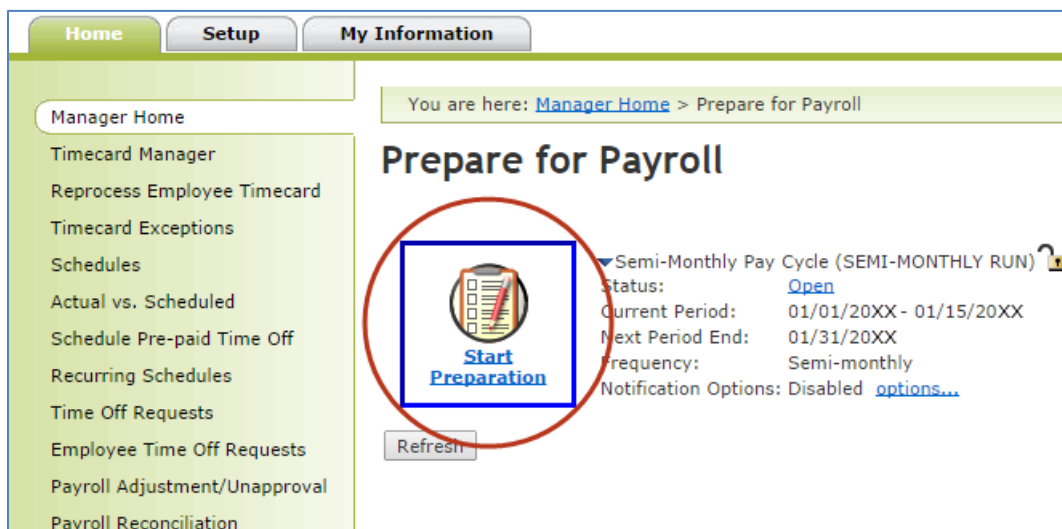 Home
Setup
My Information
Manager Home
Timecard Manager
Reprocess Employee Timecard
Timecard Exceptions
Schedules
Actual vs. Scheduled
Schedule Pre-paid Time Off
Recurring Schedules
Time Off Requests
Employee Time Off Requests
Payroll Adjustment/Unapproval
Payroll Reconciliation
You are here: Manager Home > Prepare for Payroll
Prepare for Payroll
Start
Preparation
Semi-Monthly Pay Cycle (SEMI-MONTHLY RUN)
Status: Open
Current Period: 01/01/20XX - 01/15/20XX
Next Period End: 01/31/20XX
Frequency: Semi-monthly
Notification Options: Disabled options...
Refresh